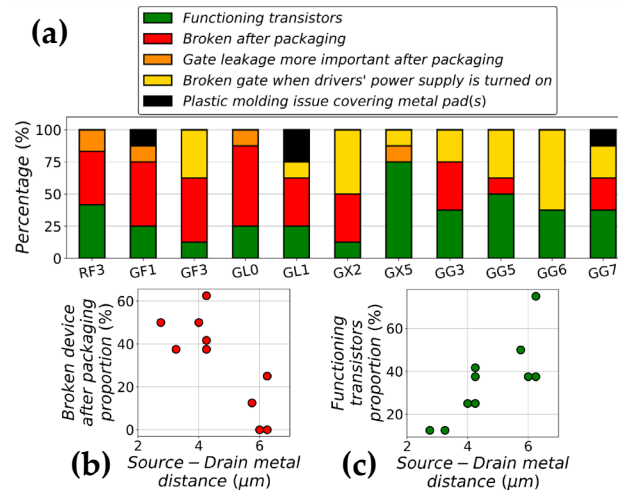 (a)
Functioning transistors
Broken after packaging
Gate leakage more important after packaging
Broken gate when drivers' power supply is turned on
Plastic molding issue covering metal pad(s)
Percentage (%)
100
75
50
25
0
RF3 GF1 GF3 GL0 GL1 GX2 GX5 GG3 GG5 GG6 GG7
Broken device
after packaging
proportion (%)
60
40
20
0
2 4 6
Source − Drain metal
distance (μm)
(b)
Functioning
transistors
proportion (%)
60
40
20
2 4 6
Source − Drain metal
distance (μm)
(c)